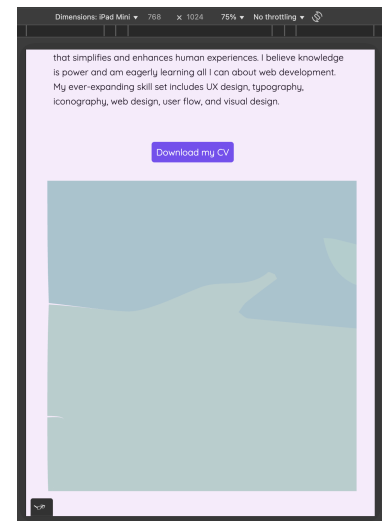 Dimensions: iPad Mini ▼ 768 × 1024 75% ▼ No throttling ▼
that simplifies and enhances human experiences. I believe knowledge
is power and am eagerly learning all I can about web development.
My ever-expanding skill set includes UX design, typography,
iconography, web design, user flow, and visual design.
Download my CV